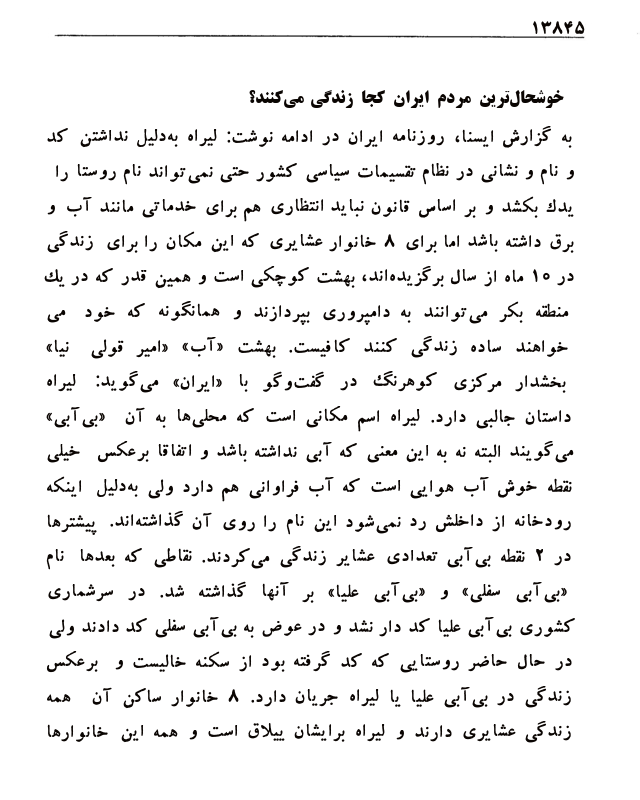 ۱۳۸۴۵
خوشحال‌ترین مردم ایران کجا زندگی می‌کنند؟
به گزارش ایسنا، روزنامه ایران در ادامه نوشت: لیراه به‌دلیل نداشتن کد
و نام و نشانی در نظام تقسیمات سیاسی کشور حتی نمی‌تواند نام روستا را
یدك بکشد و بر اساس قانون نباید انتظاری هم برای خدماتی مانند آب و
برق داشته باشد اما برای ۸ خانوار عشایری که این مکان را برای زندگی
در ۱۰ ماه از سال برگزیده‌اند، بهشت کوچکی است و همین قدر که در یك
منطقه بکر می‌توانند به دامپروری بپردازند و همانگونه که خود می
خواهند ساده زندگی کنند کافیست. بهشت «آب» «امیر قولی نیا»
بخشدار مرکزی کوهرنگ در گفت‌وگو با «ایران» می‌گوید: لیراه
داستان جالبی دارد. لیراه اسم مکانی است که محلی‌ها به آن «بی‌آبی»
می‌گویند البته نه به این معنی که آبی نداشته باشد و اتفاقا برعکس خیلی
نقطه خوش آب هوایی است که آب فراوانی هم دارد ولی به‌دلیل اینکه
رودخانه از داخلش رد نمی‌شود این نام را روی آن گذاشته‌اند. پیشترها
در ۲ نقطه بی‌آبی تعدادی عشایر زندگی می‌کردند. نقاطی که بعدها نام
«بی‌آبی سفلی» و «بی‌آبی علیا» بر آنها گذاشته شد. در سرشماری
کشوری بی‌آبی علیا کد دار نشد و در عوض به بی‌آبی سفلی کد دادند ولی
در حال حاضر روستایی که کد گرفته بود از سکنه خالیست و برعکس
زندگی در بی‌آبی علیا یا لیراه جریان دارد. ۸ خانوار ساکن آن همه
زندگی عشایری دارند و لیراه برایشان ییلاق است و همه این خانوارها